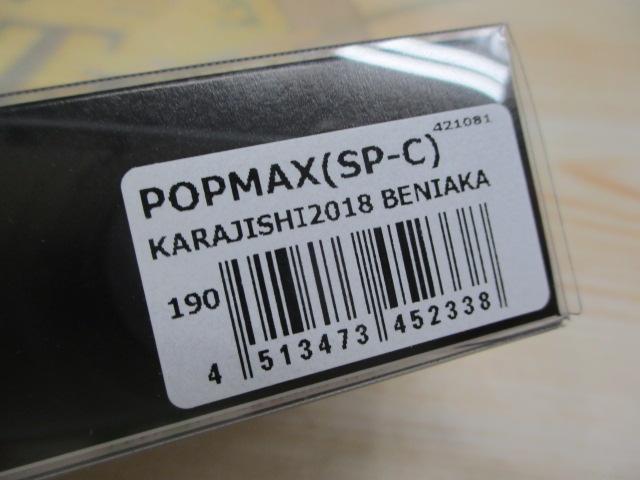 421081
POPMAX(SP-C)
KARAJISHI2018 BENIAKA
190
4 513473 452338